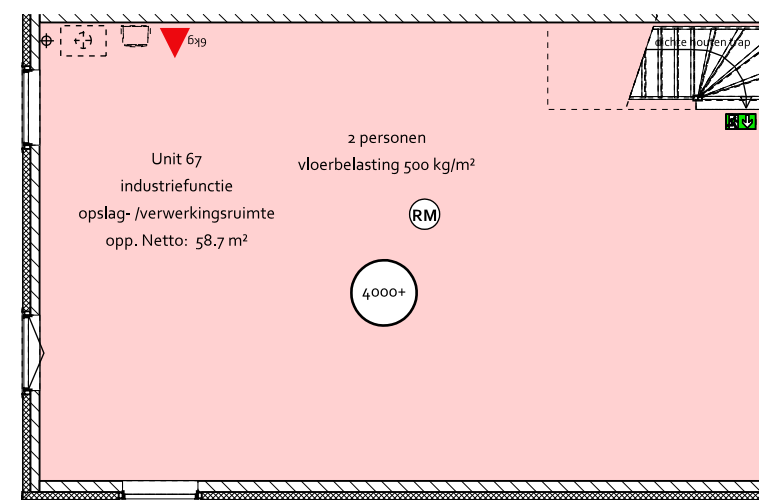 6kg
dichte houten trap
2 personen
vloerbelasting 500 kg/m²
Unit 67
industriefunctie
opslag- /verwerkingsruimte
opp. Netto: 58.7 m²
RM
4000+